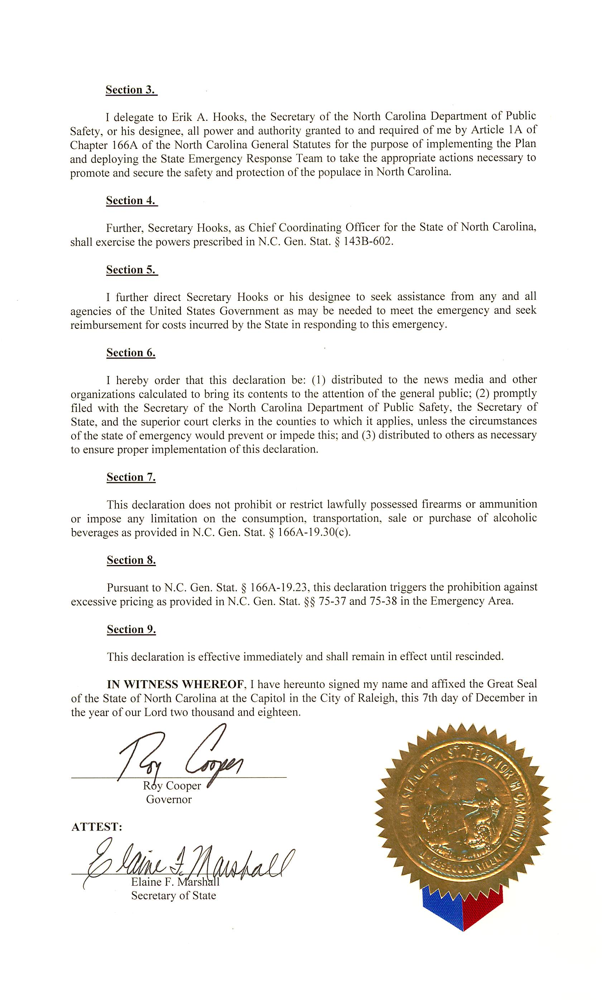 Section 3.
I delegate to Erik A. Hooks, the Secretary of the North Carolina Department of Public
Safety, or his designee, all power and authority granted to and required of me by Article 1A of
Chapter 166A of the North Carolina General Statutes for the purpose of implementing the Plan
and deploying the State Emergency Response Team to take the appropriate actions necessary to
promote and secure the safety and protection of the populace in North Carolina.
Section 4.
Further, Secretary Hooks, as Chief Coordinating Officer for the State of North Carolina,
shall exercise the powers prescribed in N.C. Gen. Stat. § 143B-602.
Section 5.
I further direct Secretary Hooks or his designee to seek assistance from any and all
agencies of the United States Government as may be needed to meet the emergency and seek
reimbursement for costs incurred by the State in responding to this emergency.
Section 6.
I hereby order that this declaration be: (1) distributed to the news media and other
organizations calculated to bring its contents to the attention of the general public; (2) promptly
filed with the Secretary of the North Carolina Department of Public Safety, the Secretary of
State, and the superior court clerks in the counties to which it applies, unless the circumstances
of the state of emergency would prevent or impede this; and (3) distributed to others as necessary
to ensure proper implementation of this declaration.
Section 7.
This declaration does not prohibit or restrict lawfully possessed firearms or ammunition
or impose any limitation on the consumption, transportation, sale or purchase of alcoholic
beverages as provided in N.C. Gen. Stat. § 166A-19.30(c).
Section 8.
Pursuant to N.C. Gen. Stat. § 166A-19.23, this declaration triggers the prohibition against
excessive pricing as provided in N.C. Gen. Stat. §§ 75-37 and 75-38 in the Emergency Area.
Section 9.
This declaration is effective immediately and shall remain in effect until rescinded.
IN WITNESS WHEREOF, I have hereunto signed my name and affixed the Great Seal
of the State of North Carolina at the Capitol in the City of Raleigh, this 7th day of December in
the year of our Lord two thousand and eighteen.
Roy Cooper
Roy Cooper
Governor
ATTEST:
Elaine F. Marshall
Elaine F. Marshall
Secretary of State
SEAL OF THE STATE OF NORTH CAROLINA